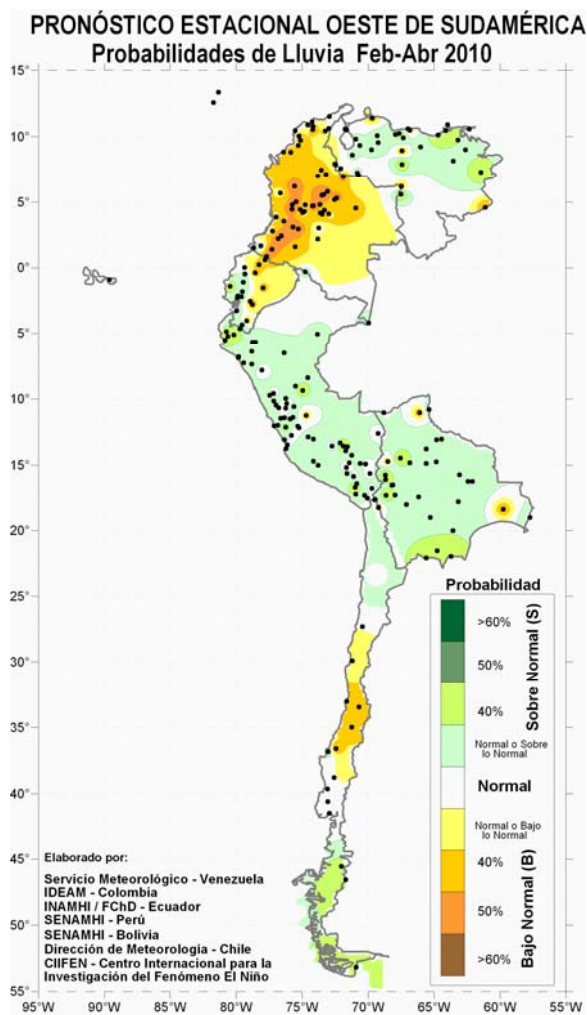 PRONÓSTICO ESTACIONAL OESTE DE SUDAMÉRICA
Probabilidades de Lluvia Feb-Abr 2010
15°
10°
5°
0°
5°
10°
15°
20°
25°
30°
35°
40°
45°
50°
55°
95°W
90°W
85°W
80°W
75°W
70°W
65°W
60°W
55°W
Probabilidad
>60%
50%
40%
Sobre Normal (S)
Normal o Sobre
lo Normal
Normal
Normal o Bajo
lo Normal
40%
50%
>60%
Bajo Normal (B)
Elaborado por:
Servicio Meteorológico - Venezuela
IDEAM - Colombia
INAMHI / FChD - Ecuador
SENAMHI - Perú
SENAMHI - Bolivia
Dirección de Meteorologia - Chile
CIIFEN - Centro Internacional para la
Investigación del Fenómeno El Niño